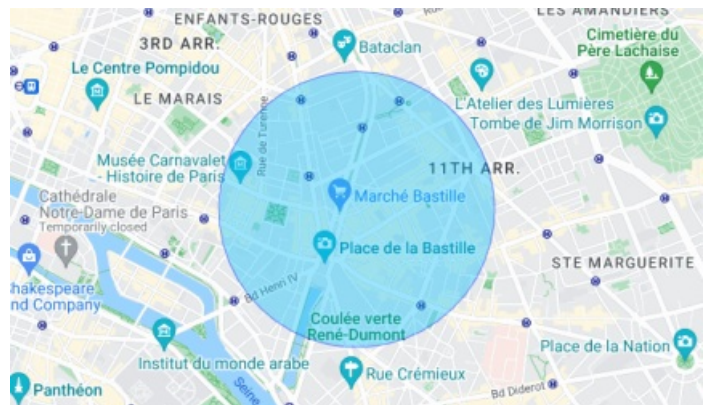 ENFANTS-ROUGES
LES AMANDIERS
3RD ARR.
Bataclan
Cimetière du
Père Lachaise
Le Centre Pompidou
LE MARAIS
L'Atelier des Lumières
Tombe de Jim Morrison
Rue de Turenne
Musée Carnavalet
- Histoire de Paris
11TH ARR.
Marché Bastille
Cathédrale
Notre-Dame de Paris
Temporarily closed
Place de la Bastille
STE MARGUERITE
hakespeare
nd Company
Bd Henri IV
Coulée verte
René-Dumont
Institut du monde arabe
Place de la Nation
Rue Crémieux
Panthéon
Seine
Bd Diderot